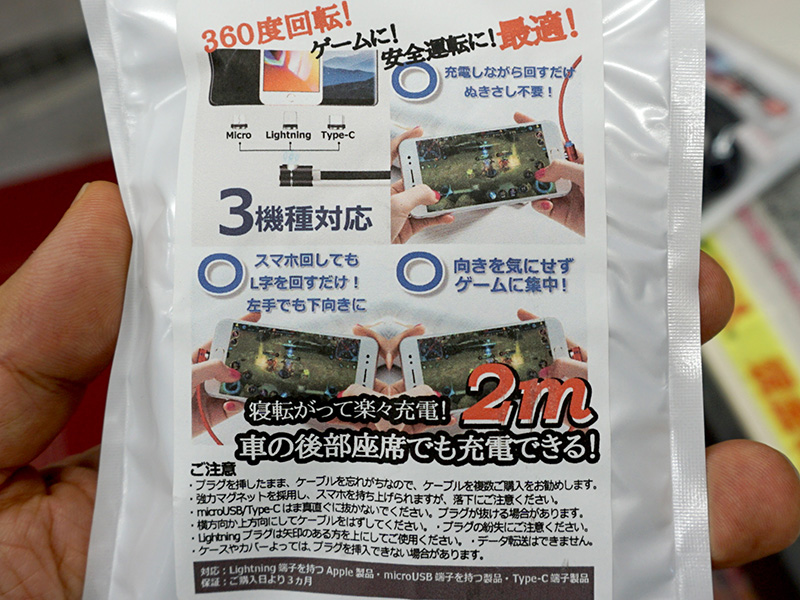 360度回転!
ゲームに!
安全運転に!
最適!
Micro Lightning Type-C
3機種対応
充電しながら回すだけ
ぬきさし不要!
スマホ回しても
L字を回すだけ!
左手でも下向きに
向きを気にせず
ゲームに集中!
寝転がって楽々充電! 2m
車の後部座席でも充電できる!
ご注意
・プラグを挿したまま、ケーブルを忘れがちなので、ケーブルを複数ご購入をお勧めします。
・強力マグネットを採用し、スマホを持ち上げられますが、落下にご注意ください。
・microUSB/Type-Cはま真直ぐに抜かないでください。プラグが抜ける場合があります。
・横方向か上方向にしてケーブルをはずしてください。・プラグの紛失にご注意ください。
・Lightningプラグは矢印のある方を上にしてご使用ください。・データ転送はできません。
・ケースやカバーよっては、プラグを挿入できない場合があります。
対応：Lightning端子を持つApple製品・microUSB端子を持つ製品・Type-C端子製品
保証：ご購入日より3ヵ月